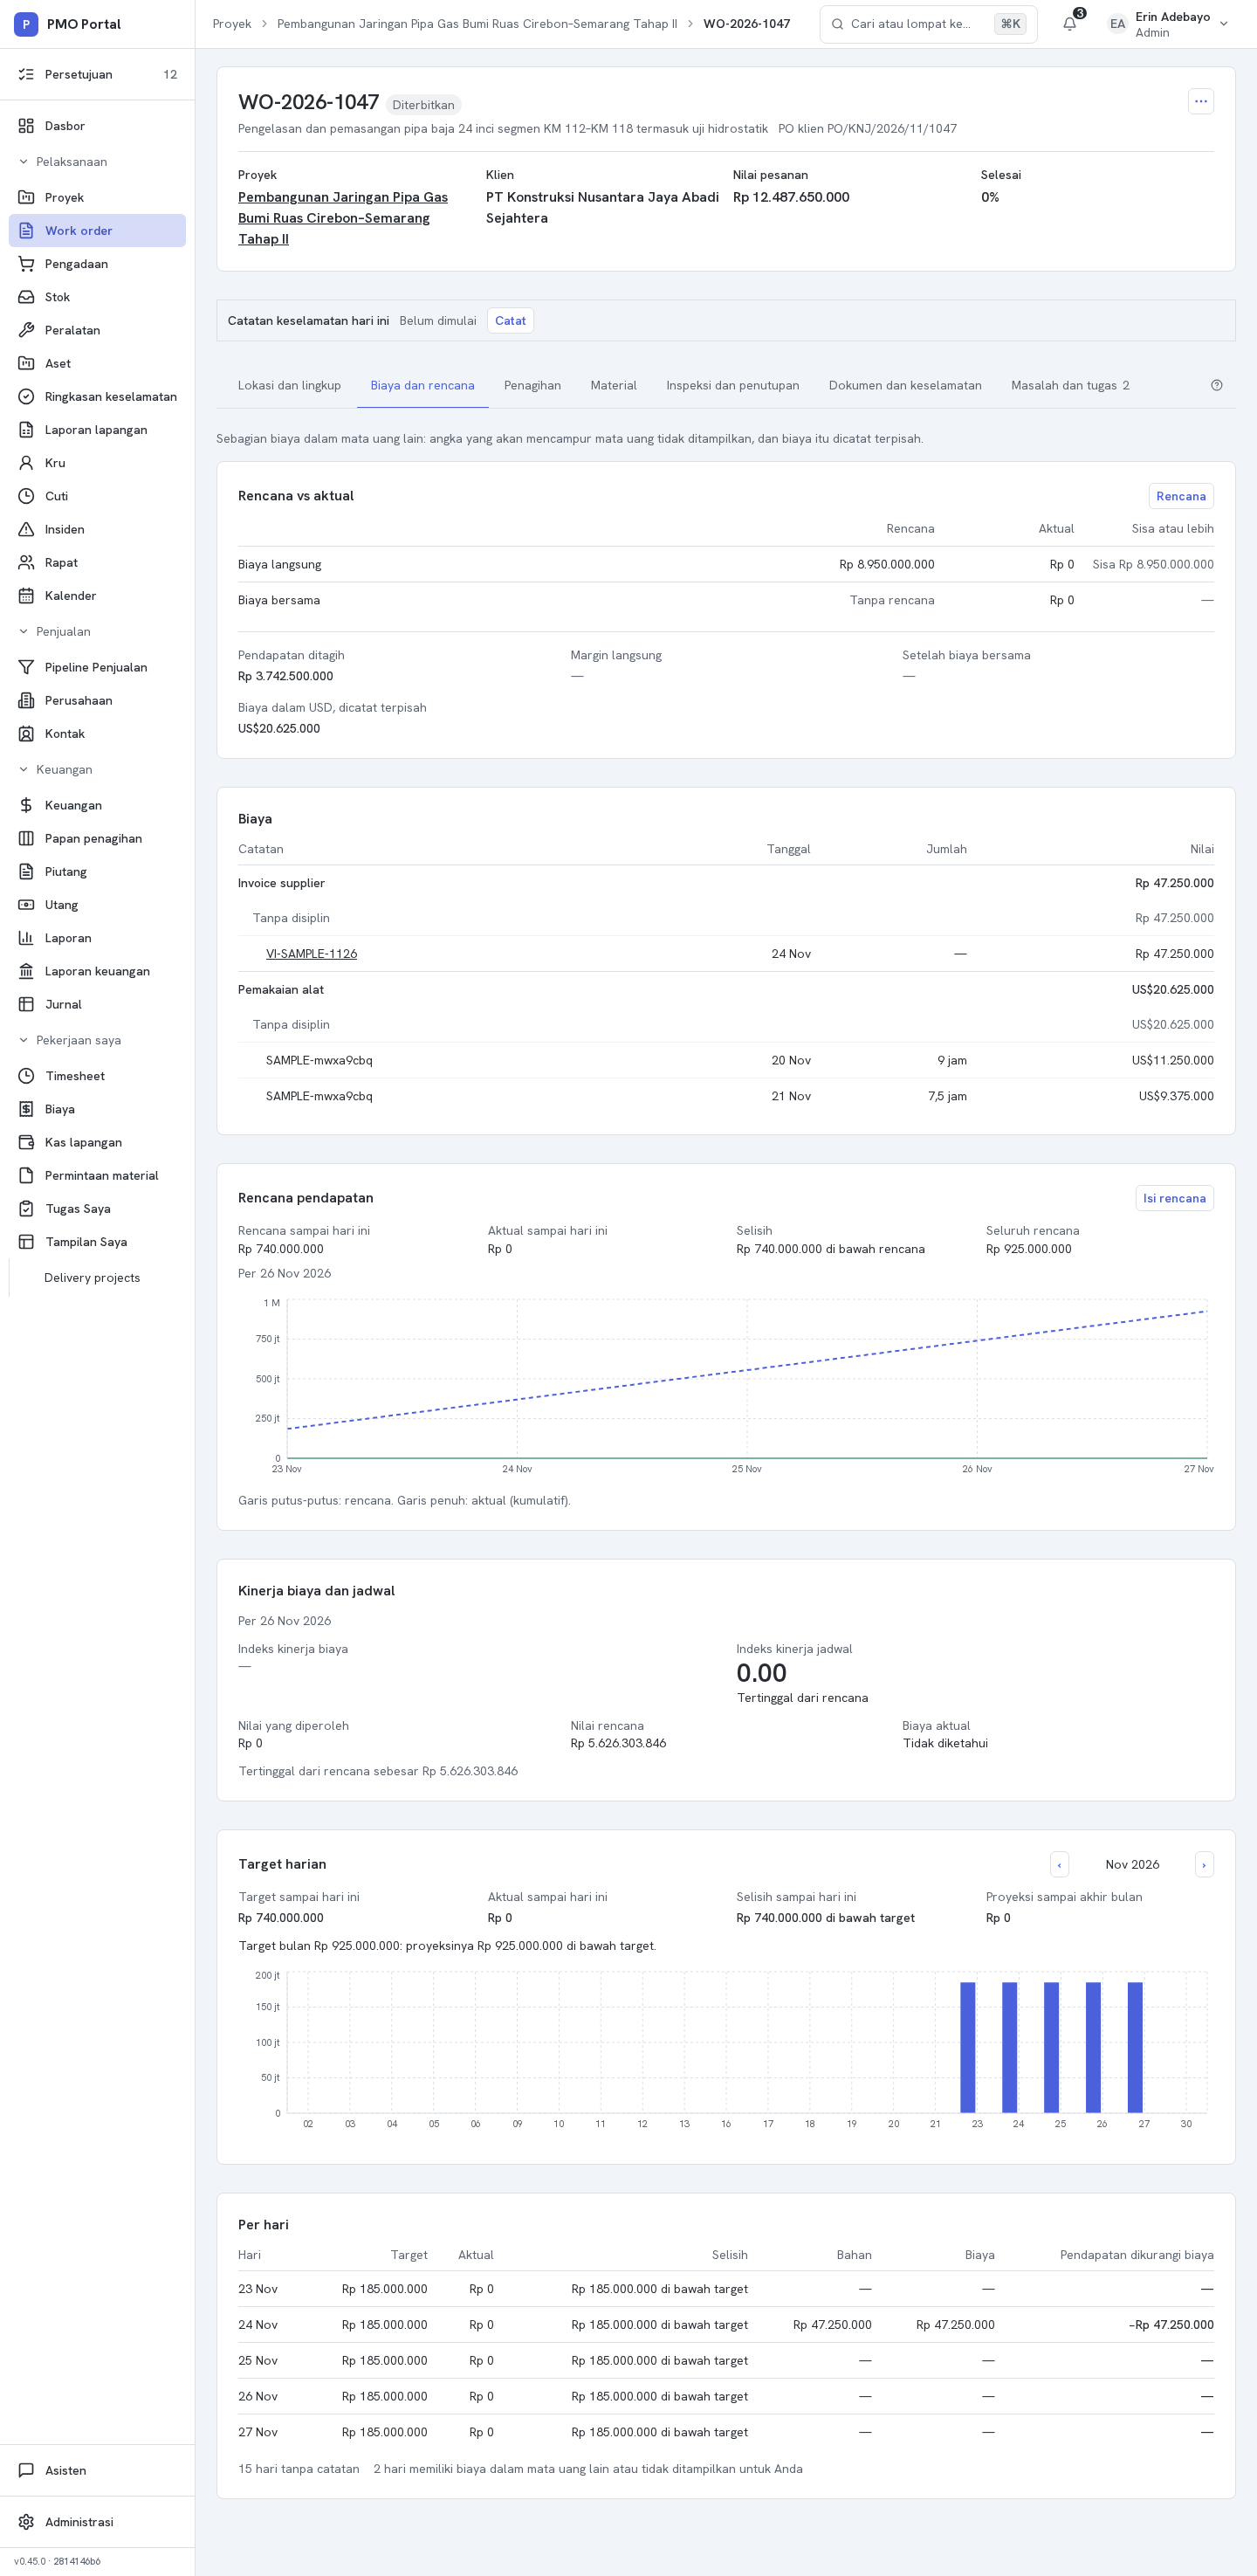 P PMO Portal
Proyek > Pembangunan Jaringan Pipa Gas Bumi Ruas Cirebon–Semarang Tahap II > WO-2026-1047
Cari atau lompat ke... ⌘K
3
EA Erin Adebayo
Admin
Persetujuan 12
Dasbor
Pelaksanaan
Proyek
Work order
Pengadaan
Stok
Peralatan
Aset
Ringkasan keselamatan
Laporan lapangan
Kru
Cuti
Insiden
Rapat
Kalender
Penjualan
Pipeline Penjualan
Perusahaan
Kontak
Keuangan
Keuangan
Papan penagihan
Piutang
Utang
Laporan
Laporan keuangan
Jurnal
Pekerjaan saya
Timesheet
Biaya
Kas lapangan
Permintaan material
Tugas Saya
Tampilan Saya
Delivery projects
Asisten
Administrasi
v0.45.0 · 2814146b6
WO-2026-1047 Diterbitkan
Pengelasan dan pemasangan pipa baja 24 inci segmen KM 112–KM 118 termasuk uji hidrostatik PO klien PO/KNJ/2026/11/1047
Proyek Klien Nilai pesanan Selesai
Pembangunan Jaringan Pipa Gas PT Konstruksi Nusantara Jaya Abadi Rp 12.487.650.000 0%
Bumi Ruas Cirebon–Semarang Sejahtera
Tahap II
Catatan keselamatan hari ini Belum dimulai Catat
Lokasi dan lingkup Biaya dan rencana Penagihan Material Inspeksi dan penutupan Dokumen dan keselamatan Masalah dan tugas 2
Sebagian biaya dalam mata uang lain: angka yang akan mencampur mata uang tidak ditampilkan, dan biaya itu dicatat terpisah.
Rencana vs aktual Rencana
Rencana Aktual Sisa atau lebih
Biaya langsung Rp 8.950.000.000 Rp 0 Sisa Rp 8.950.000.000
Biaya bersama Tanpa rencana Rp 0 —
Pendapatan ditagih Margin langsung Setelah biaya bersama
Rp 3.742.500.000 — —
Biaya dalam USD, dicatat terpisah
US$20.625.000
Biaya
Catatan Tanggal Jumlah Nilai
Invoice supplier Rp 47.250.000
Tanpa disiplin Rp 47.250.000
VI-SAMPLE-1126 24 Nov — Rp 47.250.000
Pemakaian alat US$20.625.000
Tanpa disiplin US$20.625.000
SAMPLE-mwxa9cbq 20 Nov 9 jam US$11.250.000
SAMPLE-mwxa9cbq 21 Nov 7,5 jam US$9.375.000
Rencana pendapatan Isi rencana
Rencana sampai hari ini Aktual sampai hari ini Selisih Seluruh rencana
Rp 740.000.000 Rp 0 Rp 740.000.000 di bawah rencana Rp 925.000.000
Per 26 Nov 2026
1 M
750 jt
500 jt
250 jt
0
23 Nov 24 Nov 25 Nov 26 Nov 27 Nov
Garis putus-putus: rencana. Garis penuh: aktual (kumulatif).
Kinerja biaya dan jadwal
Per 26 Nov 2026
Indeks kinerja biaya Indeks kinerja jadwal
— 0.00
Tertinggal dari rencana
Nilai yang diperoleh Nilai rencana Biaya aktual
Rp 0 Rp 5.626.303.846 Tidak diketahui
Tertinggal dari rencana sebesar Rp 5.626.303.846
Target harian ‹ Nov 2026 ›
Target sampai hari ini Aktual sampai hari ini Selisih sampai hari ini Proyeksi sampai akhir bulan
Rp 740.000.000 Rp 0 Rp 740.000.000 di bawah target Rp 0
Target bulan Rp 925.000.000: proyeksinya Rp 925.000.000 di bawah target.
200 jt
150 jt
100 jt
50 jt
0
02 03 04 05 06 09 10 11 12 13 16 17 18 19 20 21 23 24 25 26 27 30
Per hari
Hari Target Aktual Selisih Bahan Biaya Pendapatan dikurangi biaya
23 Nov Rp 185.000.000 Rp 0 Rp 185.000.000 di bawah target — — —
24 Nov Rp 185.000.000 Rp 0 Rp 185.000.000 di bawah target Rp 47.250.000 Rp 47.250.000 −Rp 47.250.000
25 Nov Rp 185.000.000 Rp 0 Rp 185.000.000 di bawah target — — —
26 Nov Rp 185.000.000 Rp 0 Rp 185.000.000 di bawah target — — —
27 Nov Rp 185.000.000 Rp 0 Rp 185.000.000 di bawah target — — —
15 hari tanpa catatan 2 hari memiliki biaya dalam mata uang lain atau tidak ditampilkan untuk Anda